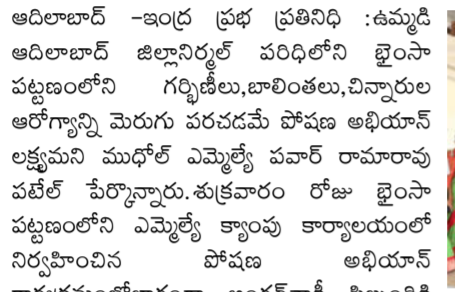 ఆదిలాబాద్ –ఇంద్ర ప్రభ ప్రతినిధి :ఉమ్మడి
ఆదిలాబాద్ జిల్లానిర్మల్ పరిధిలోని భైంసా
పట్టణంలోని గర్భిణీలు,బాలింతలు,చిన్నారుల
ఆరోగ్యాన్ని మెరుగు పరచడమే పోషణ అభియాన్
లక్ష్యమని ముధోల్ ఎమ్మెల్యే పవార్ రామారావు
పటేల్ పేర్కొన్నారు.శుక్రవారం రోజు భైంసా
పట్టణంలోని ఎమ్మెల్యే క్యాంపు కార్యాలయంలో
నిర్వహించిన పోషణ అభియాన్